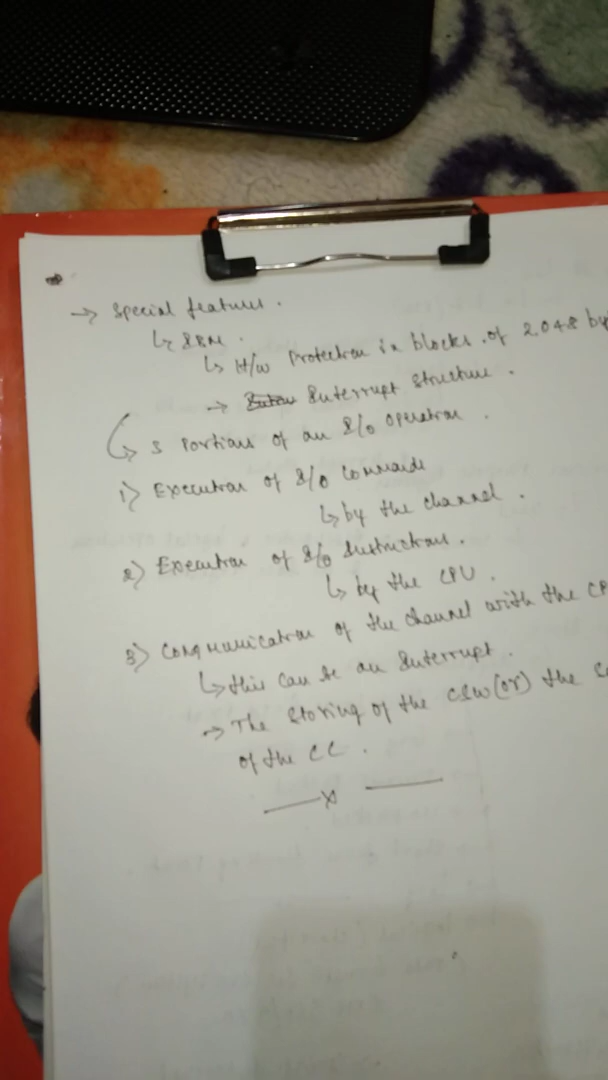 → Special features.
↳ IBM.
↳ H/w Protection in blocks of 2048 by
→ Interrupt Structure.
3 Portions of an I/O operation.
1) Execution of I/O Commands
↳ by the channel.
2) Execution of I/O Instructions.
↳ by the CPU.
3) Communication of the channel with the CP
↳ this can be an Interrupt.
→ The Storing of the CSW (or) the Se
of the CC.
—x—